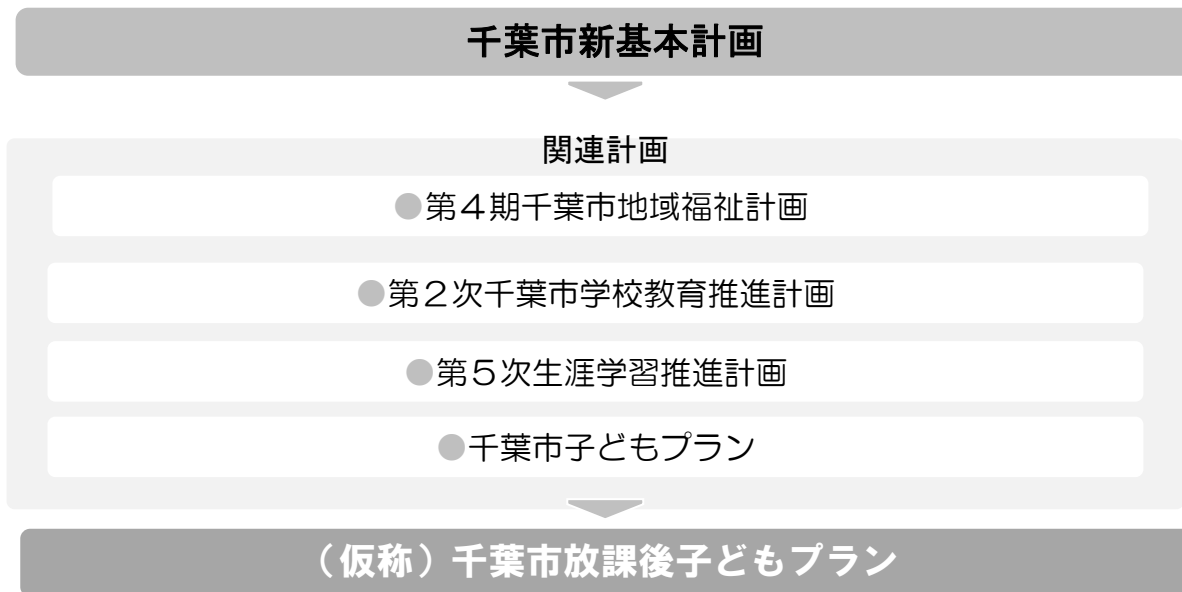 千葉市新基本計画
関連計画
●第４期千葉市地域福祉計画
●第２次千葉市学校教育推進計画
●第５次生涯学習推進計画
●千葉市子どもプラン
（仮称）千葉市放課後子どもプラン